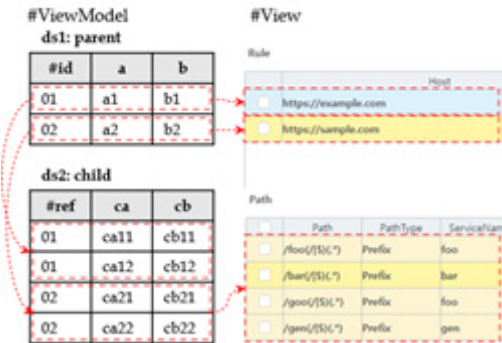 #ViewModel
#View
ds1: parent
#id a b
01 a1 b1
02 a2 b2
Rule
Host
https://example.com
https://sample.com
ds2: child
#ref ca cb
01 ca11 cb11
01 ca12 cb12
02 ca21 cb21
02 ca22 cb22
Path
Path PathType ServiceNam
/foo(/|$)(.*) Prefix foo
/bar(/|$)(.*) Prefix bar
/goo(/|$)(.*) Prefix foo
/gen(/|$)(.*) Prefix gen